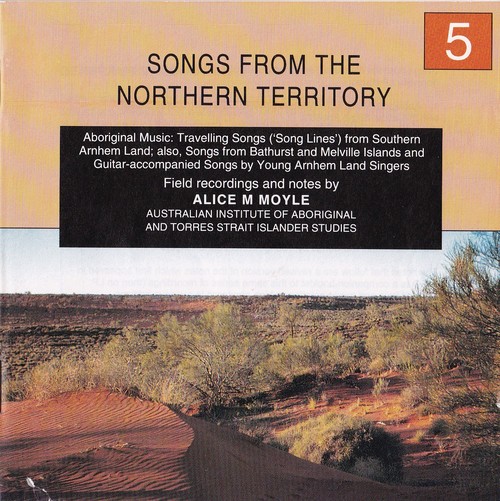 5
SONGS FROM THE
NORTHERN TERRITORY
Aboriginal Music: Travelling Songs (‘Song Lines’) from Southern
Arnhem Land; also, Songs from Bathurst and Melville Islands and
Guitar-accompanied Songs by Young Arnhem Land Singers
Field recordings and notes by
ALICE M MOYLE
AUSTRALIAN INSTITUTE OF ABORIGINAL
AND TORRES STRAIT ISLANDER STUDIES